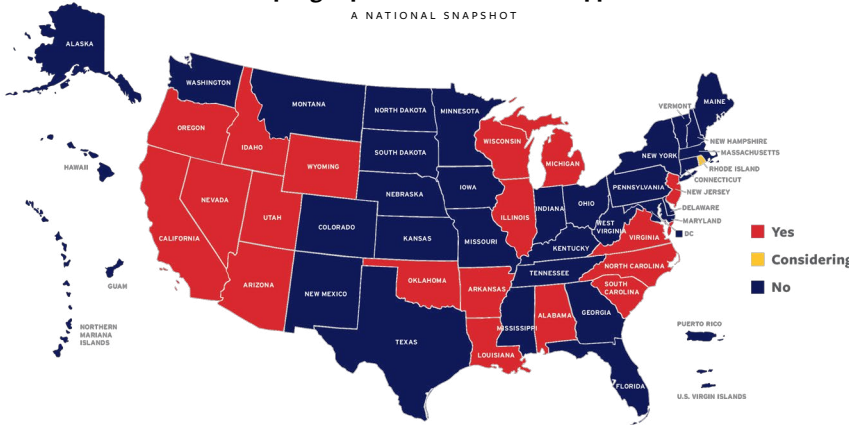 A NATIONAL SNAPSHOT
ALASKA
WASHINGTON
MONTANA
NORTH DAKOTA
MINNESOTA
MAINE
VERMONT
OREGON
IDAHO
WISCONSIN
MICHIGAN
NEW YORK
NEW HAMPSHIRE
MASSACHUSETTS
RHODE ISLAND
CONNECTICUT
NEW JERSEY
HAWAII
WYOMING
SOUTH DAKOTA
IOWA
NEBRASKA
PENNSYLVANIA
NEVADA
UTAH
COLORADO
ILLINOIS
INDIANA
OHIO
DELAWARE
MARYLAND
DC
WEST
VIRGINIA
VIRGINIA
CALIFORNIA
KANSAS
MISSOURI
KENTUCKY
Yes
Considering
No
GUAM
ARIZONA
NEW MEXICO
OKLAHOMA
ARKANSAS
TENNESSEE
NORTH CAROLINA
SOUTH
CAROLINA
NORTHERN
MARIANA
ISLANDS
TEXAS
LOUISIANA
MISSISSIPPI
ALABAMA
GEORGIA
FLORIDA
PUERTO RICO
U.S. VIRGIN ISLANDS